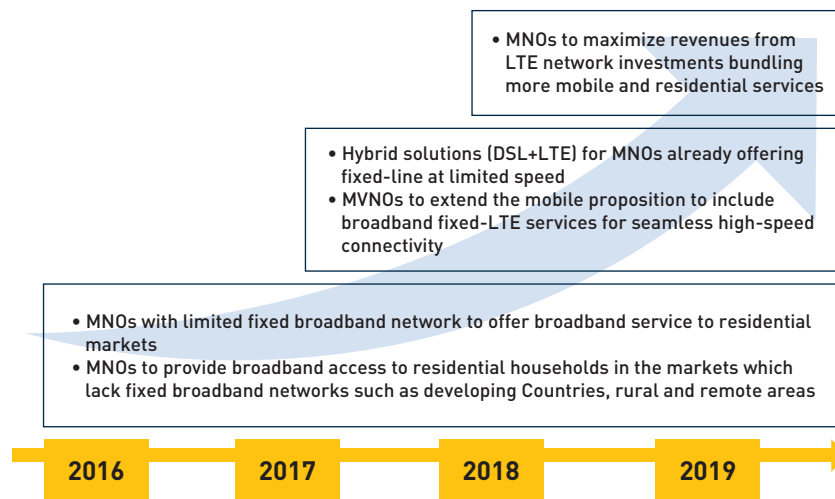 • MNOs to maximize revenues from
LTE network investments bundling
more mobile and residential services
• Hybrid solutions (DSL+LTE) for MNOs already offering
fixed-line at limited speed
• MVNOs to extend the mobile proposition to include
broadband fixed-LTE services for seamless high-speed
connectivity
• MNOs with limited fixed broadband network to offer broadband service to residential
markets
• MNOs to provide broadband access to residential households in the markets which
lack fixed broadband networks such as developing Countries, rural and remote areas
2016 2017 2018 2019